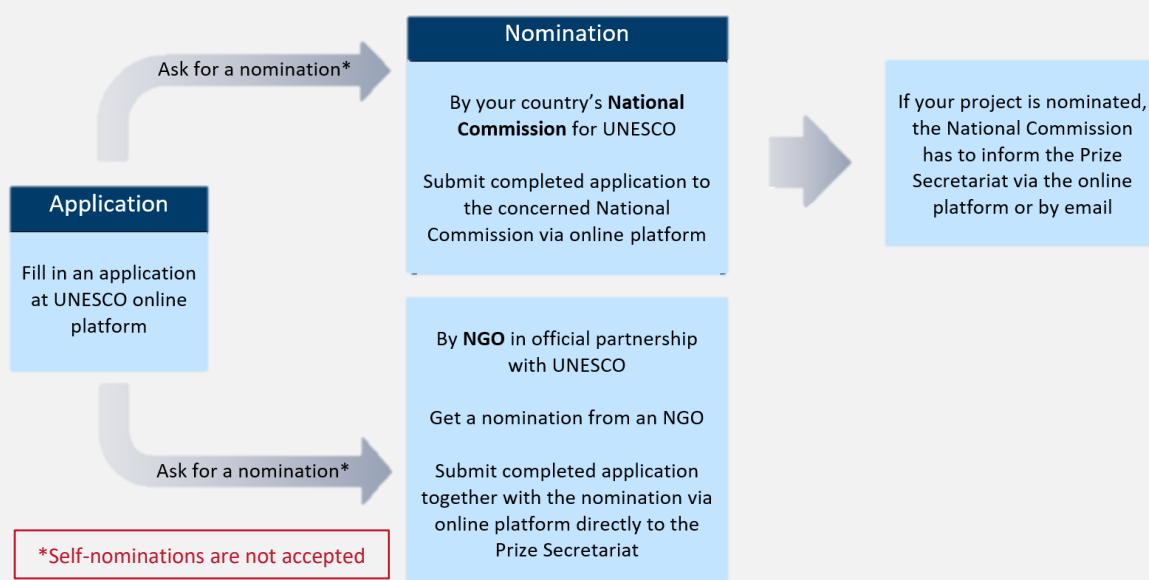 Application
Fill in an application
at UNESCO online
platform
Ask for a nomination*
Nomination
By your country's National
Commission for UNESCO
Submit completed application to
the concerned National
Commission via online platform
If your project is nominated,
the National Commission
has to inform the Prize
Secretariat via the online
platform or by email
Ask for a nomination*
By NGO in official partnership
with UNESCO
Get a nomination from an NGO
Submit completed application
together with the nomination via
online platform directly to the
Prize Secretariat
*Self-nominations are not accepted